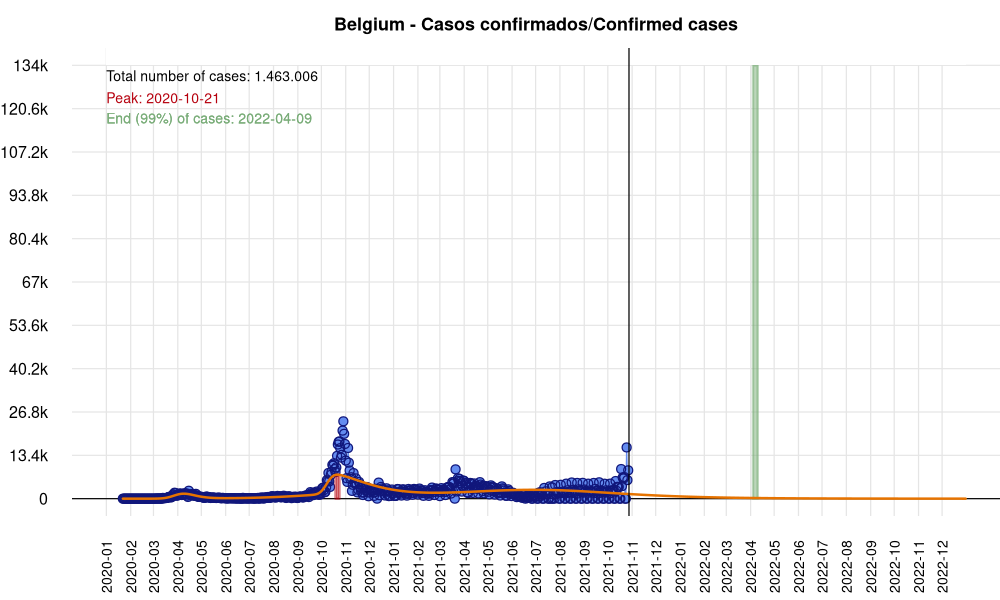 Belgium - Casos confirmados/Confirmed cases
Total number of cases: 1.463.006
Peak: 2020-10-21
End (99%) of cases: 2022-04-09
134k
120.6k
107.2k
93.8k
80.4k
67k
53.6k
40.2k
26.8k
13.4k
0
2020-01
2020-02
2020-03
2020-04
2020-05
2020-06
2020-07
2020-08
2020-09
2020-10
2020-11
2020-12
2021-01
2021-02
2021-03
2021-04
2021-05
2021-06
2021-07
2021-08
2021-09
2021-10
2021-11
2021-12
2022-01
2022-02
2022-03
2022-04
2022-05
2022-06
2022-07
2022-08
2022-09
2022-10
2022-11
2022-12